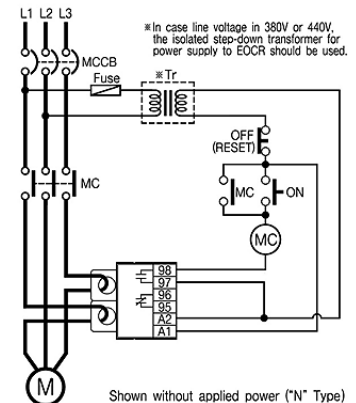 L1 L2 L3
※In case line voltage in 380V or 440V,
the isolated step-down transformer for
power supply to EOCR should be used.
MCCB
Fuse
※Tr
OFF
(RESET)
MC
MC
ON
MC
98
97
96
95
A2
A1
M
Shown without applied power ("N" Type)